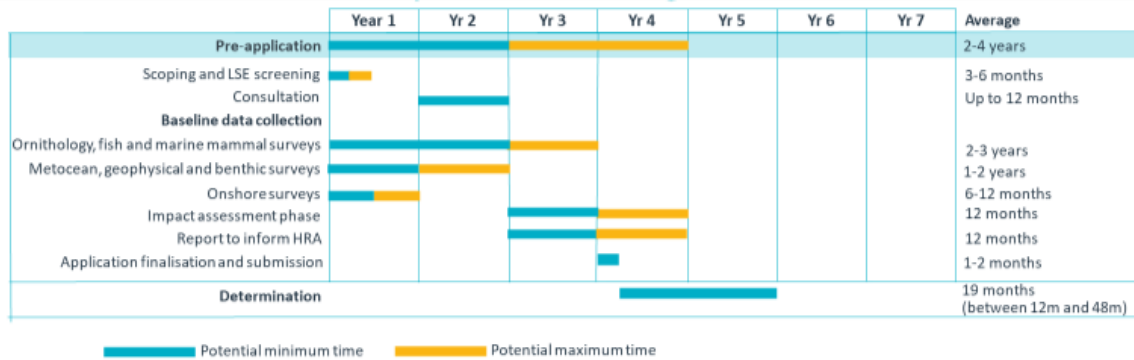 Year 1 Yr 2 Yr 3 Yr 4 Yr 5 Yr 6 Yr 7 Average
Pre-application 2-4 years
Scoping and LSE screening 3-6 months
Consultation Up to 12 months
Baseline data collection
Ornithology, fish and marine mammal surveys 2-3 years
Metocean, geophysical and benthic surveys 1-2 years
Onshore surveys 6-12 months
Impact assessment phase 12 months
Report to inform HRA 12 months
Application finalisation and submission 1-2 months
Determination 19 months
(between 12m and 48m)
Potential minimum time Potential maximum time